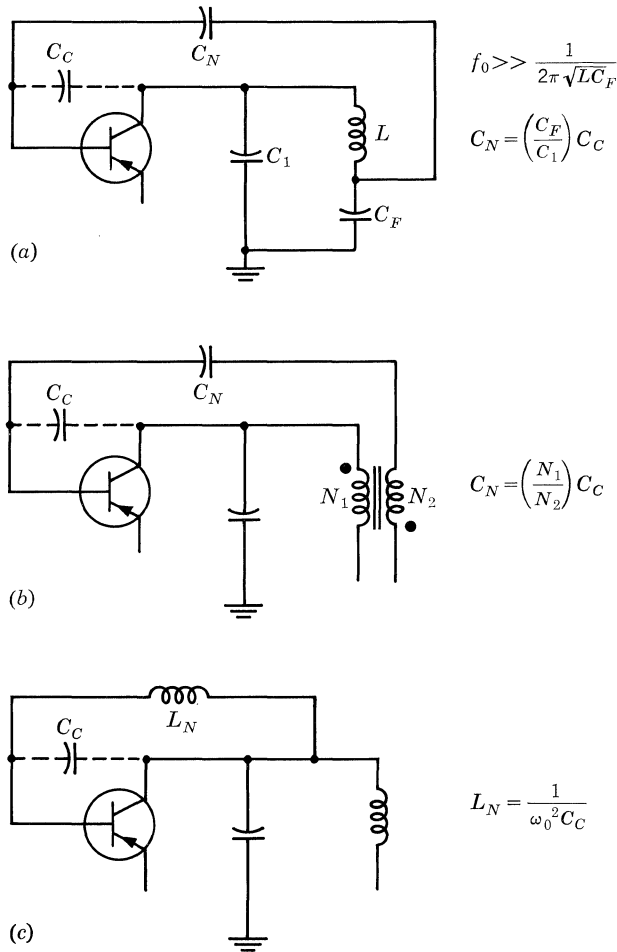 C_N
C_C
f_0 >> 1/(2π√(LC_F))
L
C_N = (C_F/C_1) C_C
C_1
C_F
(a)
C_N
C_C
N_1
N_2
C_N = (N_1/N_2) C_C
(b)
L_N
C_C
L_N = 1/(ω_0^2 C_C)
(c)